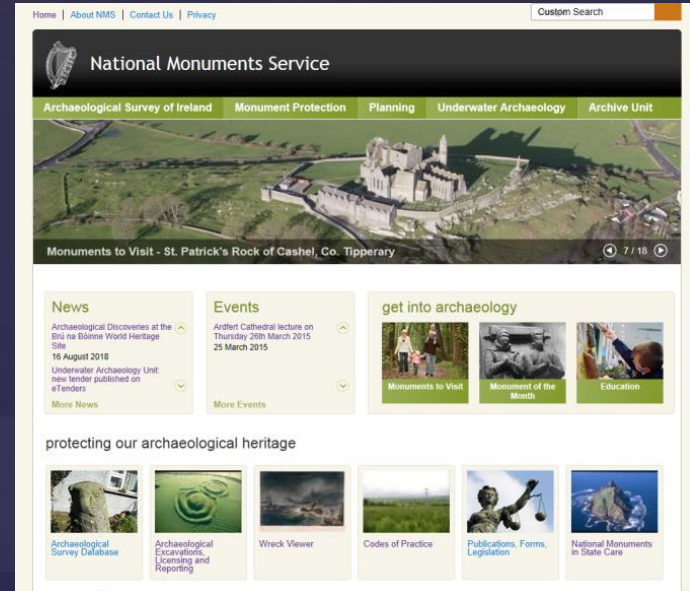 Home | About NMS | Contact Us | Privacy
Custom Search
National Monuments Service
Archaeological Survey of Ireland Monument Protection Planning Underwater Archaeology Archive Unit
Monuments to Visit - St. Patrick's Rock of Cashel, Co. Tipperary
7 / 18
News
Archaeological Discoveries at the
Brú na Bóinne World Heritage
Site
16 August 2018
Underwater Archaeology Unit:
new tender published on
eTenders
More News
Events
Ardfert Cathedral lecture on
Thursday 26th March 2015
25 March 2015
More Events
get into archaeology
Monuments to Visit
Monument of the
Month
Education
protecting our archaeological heritage
Archaeological
Survey Database
Archaeological
Excavations,
Licensing and
Reporting
Wreck Viewer
Codes of Practice
Publications, Forms,
Legislation
National Monuments
in State Care